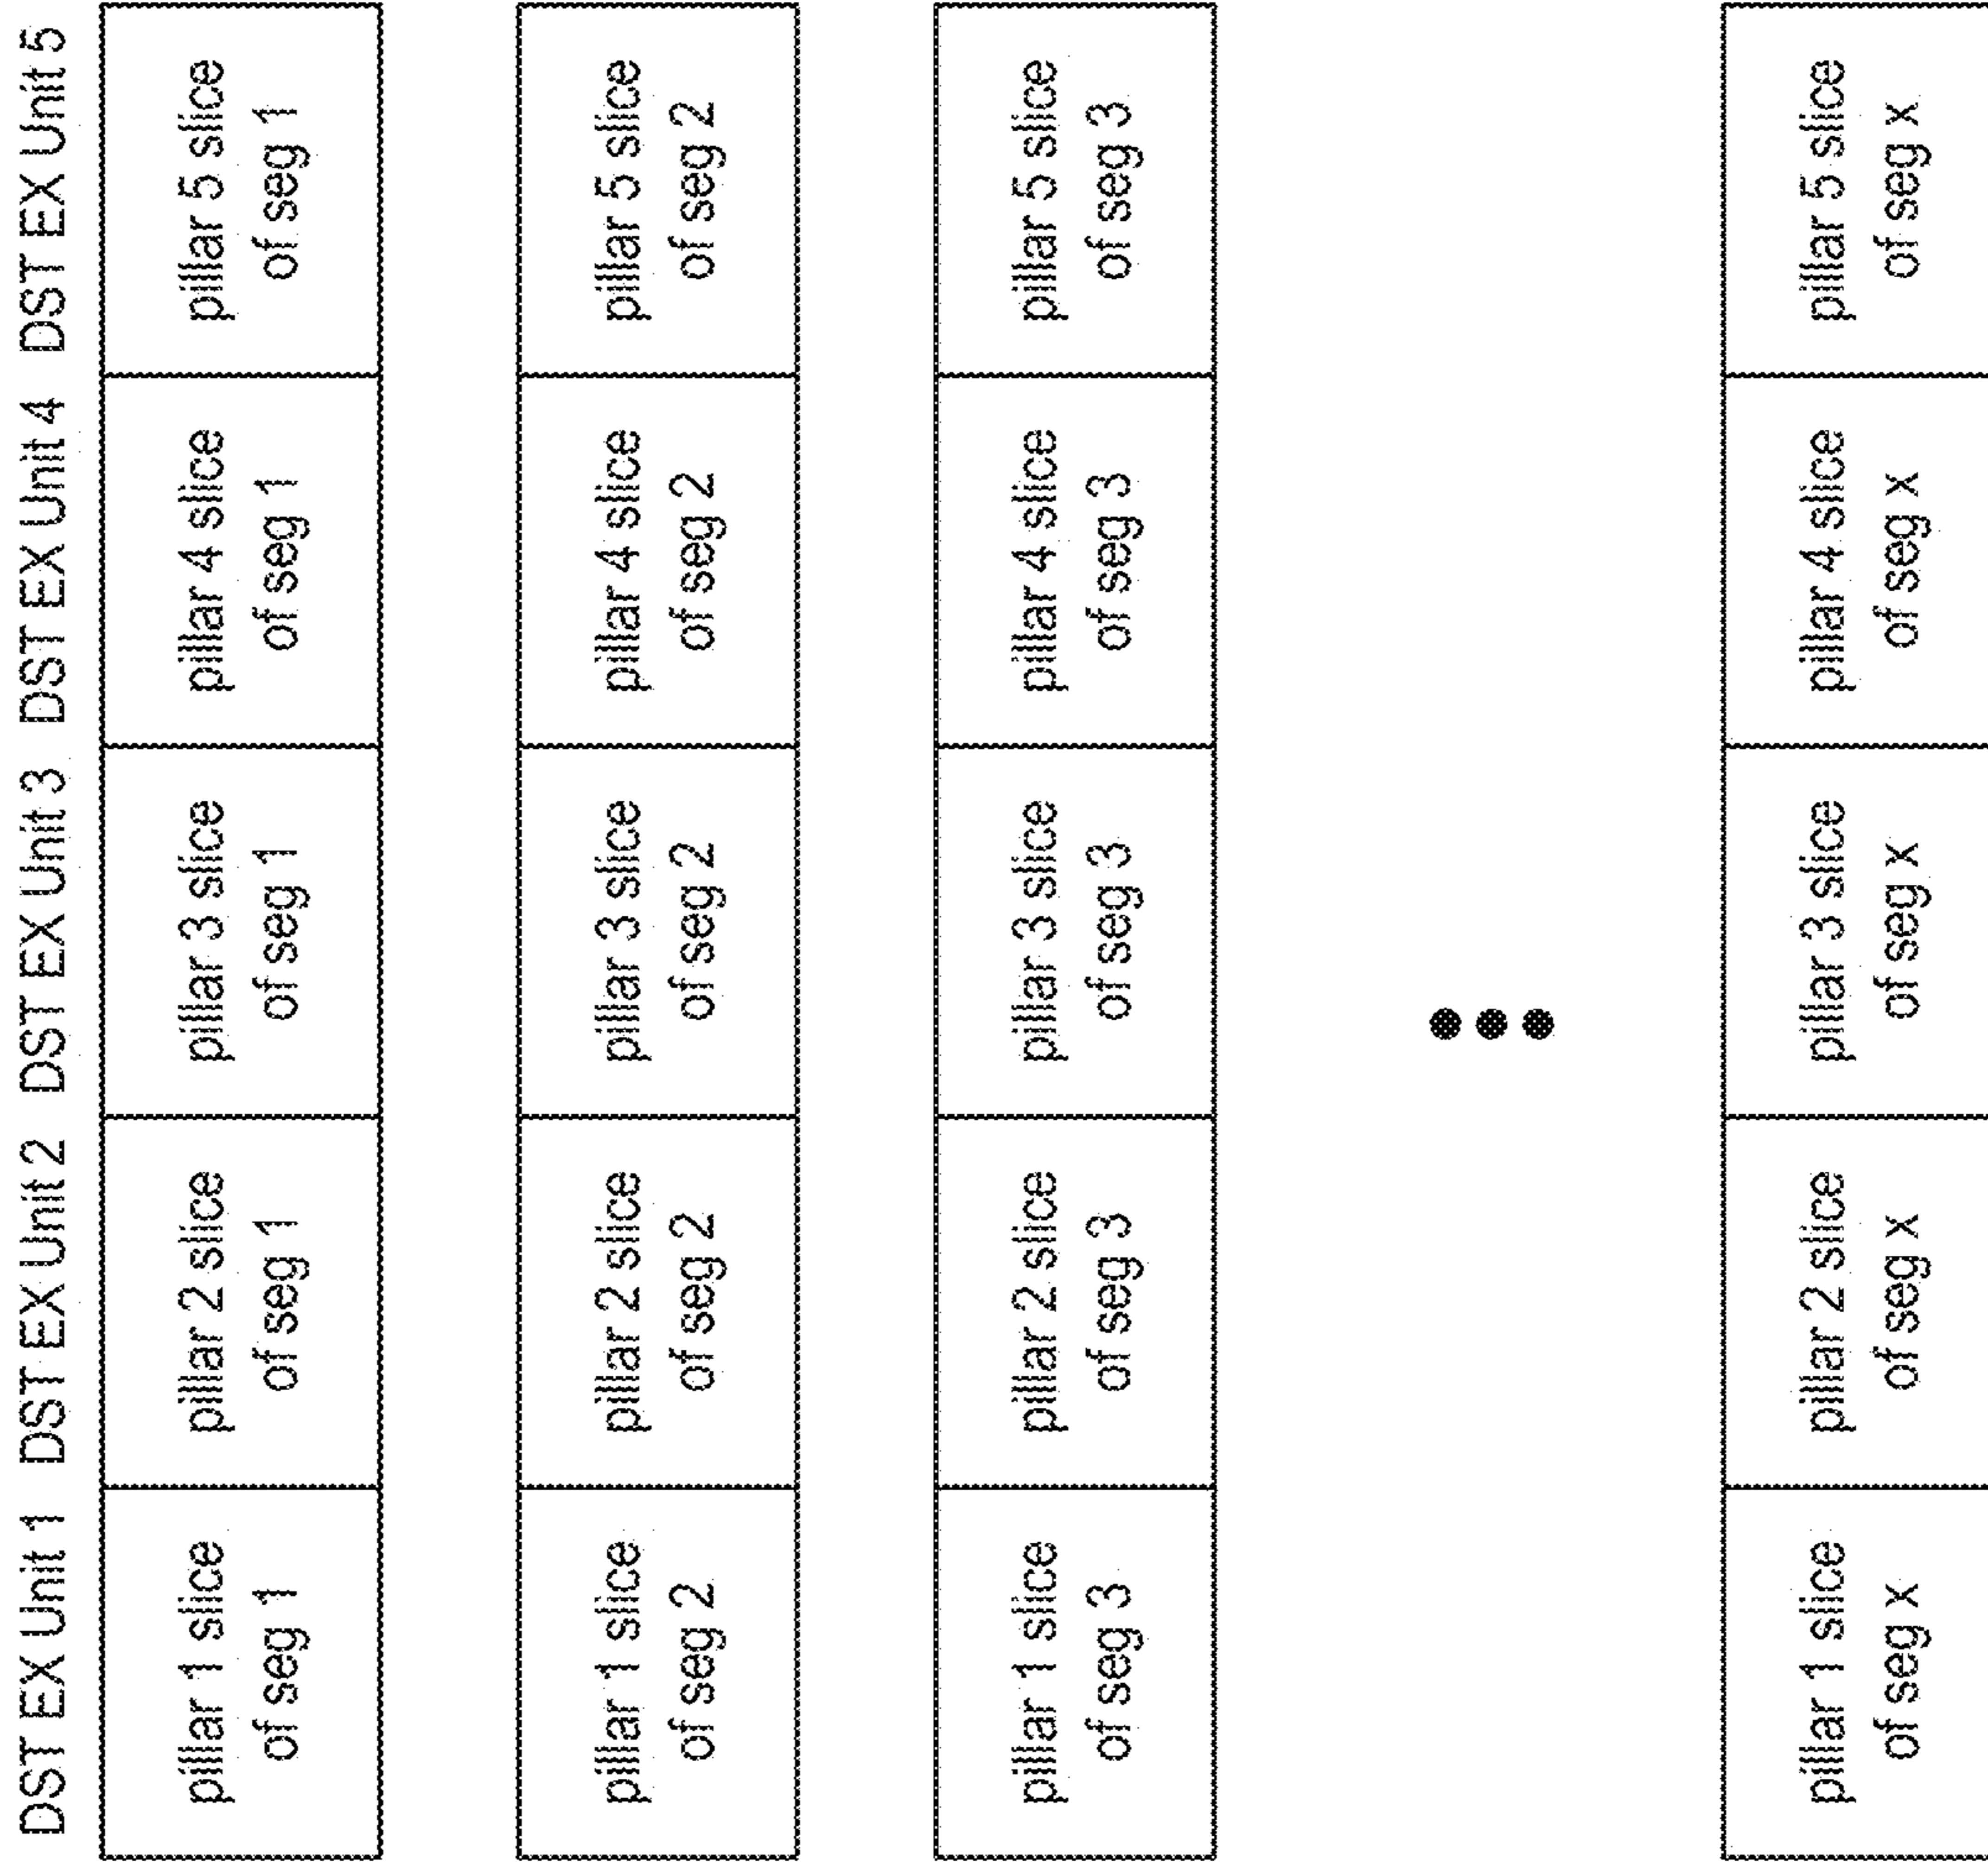 DST EX Unit 1 DST EX Unit 2 DST EX Unit 3 DST EX Unit 4 DST EX Unit 5
pillar 1 slice
of seg 1
pillar 2 slice
of seg 1
pillar 3 slice
of seg 1
pillar 4 slice
of seg 1
pillar 5 slice
of seg 1
pillar 1 slice
of seg 2
pillar 2 slice
of seg 2
pillar 3 slice
of seg 2
pillar 4 slice
of seg 2
pillar 5 slice
of seg 2
pillar 1 slice
of seg 3
pillar 2 slice
of seg 3
pillar 3 slice
of seg 3
pillar 4 slice
of seg 3
pillar 5 slice
of seg 3
pillar 1 slice
of seg x
pillar 2 slice
of seg x
pillar 3 slice
of seg x
pillar 4 slice
of seg x
pillar 5 slice
of seg x